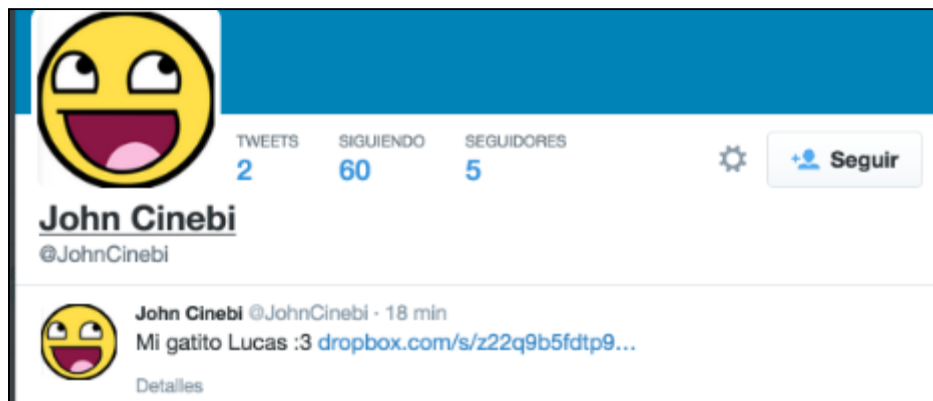 TWEETS SIGUIENDO SEGUIDORES
2 60 5
Seguir
John Cinebi
@JohnCinebi
John Cinebi @JohnCinebi · 18 min
Mi gatito Lucas :3 dropbox.com/s/z22q9b5fdtp9...
Detalles